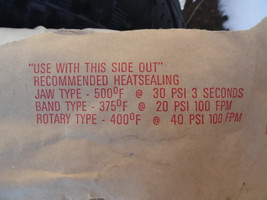 "USE WITH THIS SIDE OUT"
RECOMMENDED HEATSEALING
JAW TYPE - 500°F @ 30 PSI 3 SECONDS
BAND TYPE - 375°F @ 20 PSI 100 FPM
ROTARY TYPE - 400°F @ 40 PSI 100 FPM